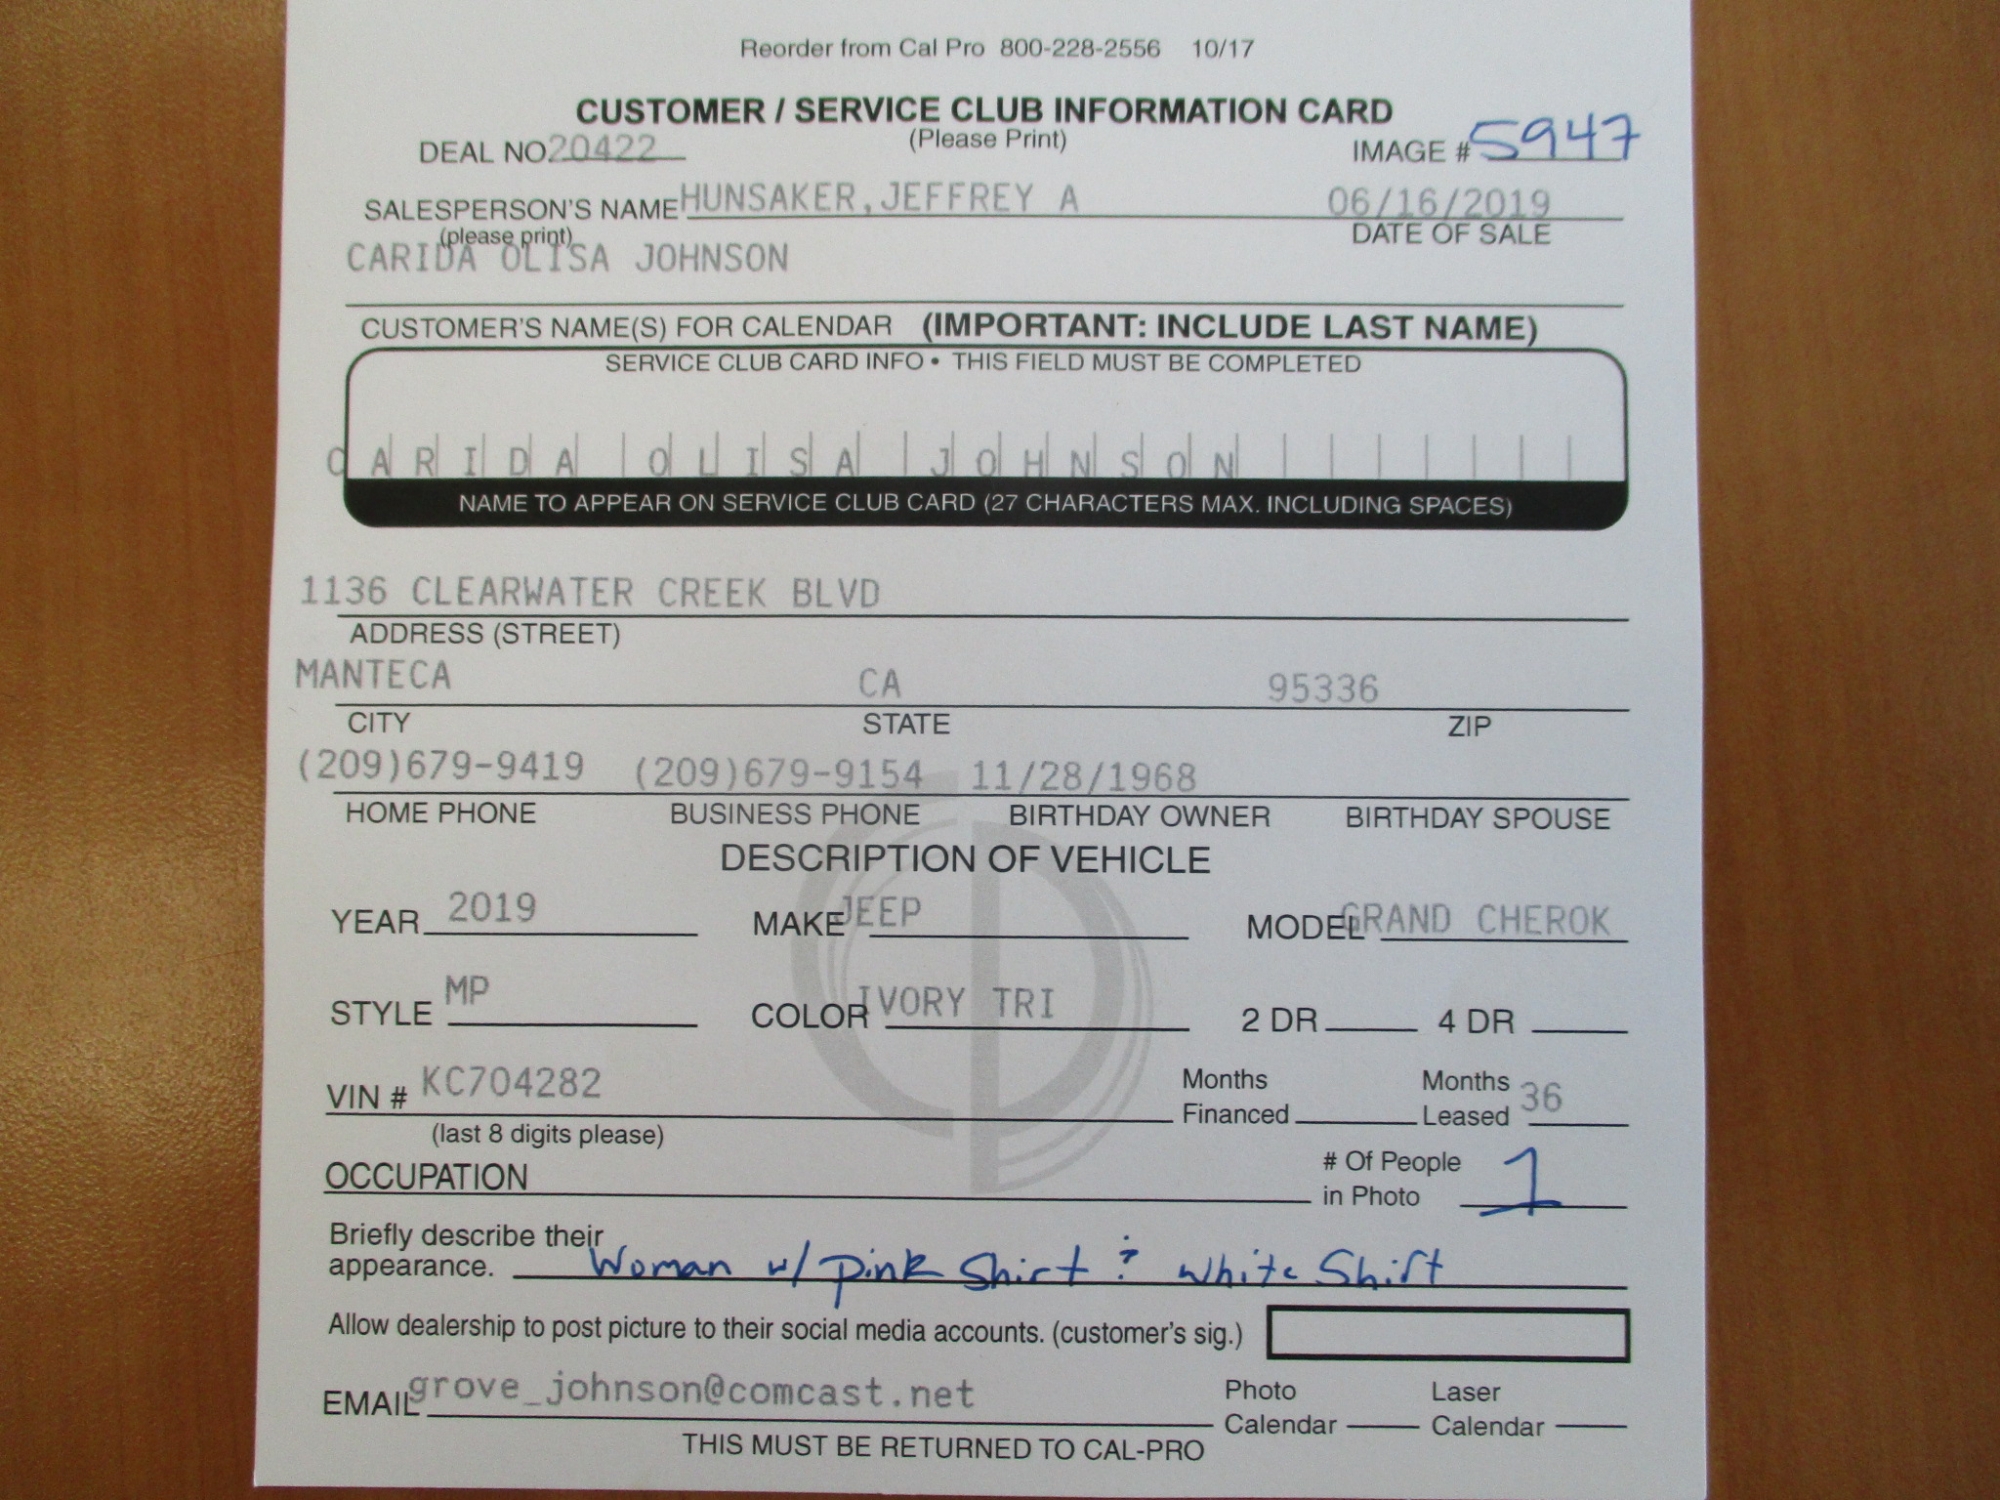 Reorder from Cal Pro 800-228-2556 10/17
CUSTOMER / SERVICE CLUB INFORMATION CARD
(Please Print)
DEAL NO. 20422 IMAGE # 5947
SALESPERSON'S NAME HUNSAKER,JEFFREY A 06/16/2019
(please print) DATE OF SALE
CARIDA OLISA JOHNSON
CUSTOMER'S NAME(S) FOR CALENDAR (IMPORTANT: INCLUDE LAST NAME)
SERVICE CLUB CARD INFO • THIS FIELD MUST BE COMPLETED
CARIDA OLISA JOHNSON
NAME TO APPEAR ON SERVICE CLUB CARD (27 CHARACTERS MAX. INCLUDING SPACES)
1136 CLEARWATER CREEK BLVD
ADDRESS (STREET)
MANTECA CA 95336
CITY STATE ZIP
(209)679-9419 (209)679-9154 11/28/1968
HOME PHONE BUSINESS PHONE BIRTHDAY OWNER BIRTHDAY SPOUSE
DESCRIPTION OF VEHICLE
YEAR 2019 MAKE JEEP MODEL GRAND CHEROK
STYLE MP COLOR IVORY TRI 2 DR 4 DR
VIN # KC704282 Months Financed Months Leased 36
(last 8 digits please)
OCCUPATION # Of People in Photo 1
Briefly describe their
appearance. Woman w/ pink Shirt & white Shirt
Allow dealership to post picture to their social media accounts. (customer's sig.)
EMAIL grove_johnson@comcast.net Photo Calendar Laser Calendar
THIS MUST BE RETURNED TO CAL-PRO